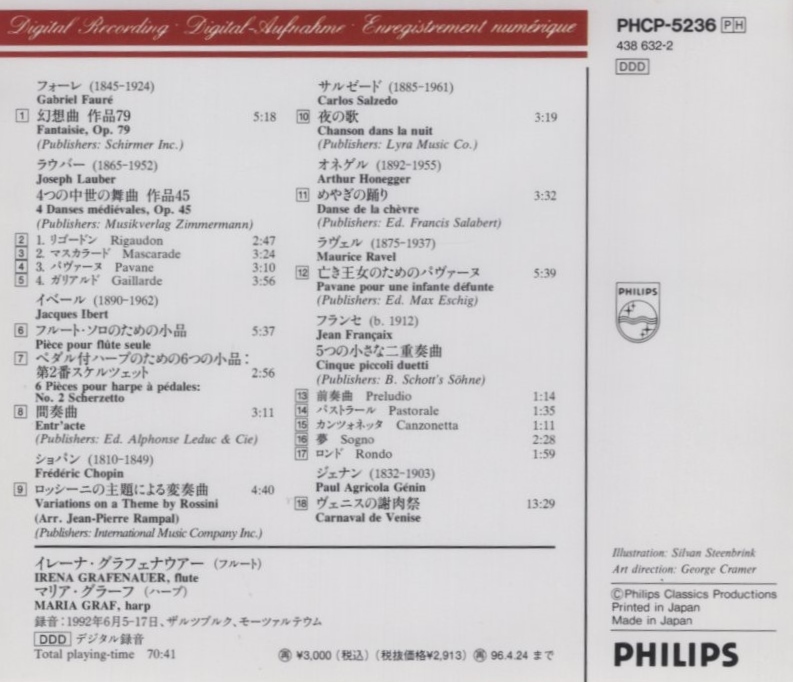 Digital Recording · Digital-Aufnahme · Enregistrement numérique
フォーレ (1845-1924)
Gabriel Fauré
1 幻想曲 作品79 5:18
Fantaisie, Op. 79
(Publishers: Schirmer Inc.)
ラウバー (1865-1952)
Joseph Lauber
4つの中世の舞曲 作品45
4 Danses médiévales, Op. 45
(Publishers: Musikverlag Zimmermann)
2 1. リゴードン Rigaudon 2:47
3 2. マスカラード Mascarade 3:24
4 3. パヴァーヌ Pavane 3:10
5 4. ガリアルド Gaillarde 3:56
イベール (1890-1962)
Jacques Ibert
6 フルート・ソロのための小品 5:37
Pièce pour flûte seule
7 ペダル付ハープのための6つの小品：
第2番スケルツェット 2:56
6 Pièces pour harpe à pédales:
No. 2 Scherzetto
8 間奏曲 3:11
Entr'acte
(Publishers: Ed. Alphonse Leduc & Cie)
ショパン (1810-1849)
Frédéric Chopin
9 ロッシーニの主題による変奏曲 4:40
Variations on a Theme by Rossini
(Arr. Jean-Pierre Rampal)
(Publishers: International Music Company Inc.)
サルゼード (1885-1961)
Carlos Salzedo
10 夜の歌 3:19
Chanson dans la nuit
(Publishers: Lyra Music Co.)
オネゲル (1892-1955)
Arthur Honegger
11 めやぎの踊り 3:32
Danse de la chèvre
(Publishers: Ed. Francis Salabert)
ラヴェル (1875-1937)
Maurice Ravel
12 亡き王女のためのパヴァーヌ 5:39
Pavane pour une infante défunte
(Publishers: Ed. Max Eschig)
フランセ (b. 1912)
Jean Françaix
5つの小さな二重奏曲
Cinque piccoli duetti
(Publishers: B. Schott's Söhne)
13 前奏曲 Preludio 1:14
14 パストラール Pastorale 1:35
15 カンツォネッタ Canzonetta 1:11
16 夢 Sogno 2:28
17 ロンド Rondo 1:59
ジェナン (1832-1903)
Paul Agricola Génin
18 ヴェニスの謝肉祭 13:29
Carnaval de Venise
イレーナ・グラフェナウアー（フルート）
IRENA GRAFENAUER, flute
マリア・グラーフ（ハープ）
MARIA GRAF, harp
録音：1992年6月5-17日、ザルツブルク、モーツァルテウム
DDD デジタル録音
Total playing-time 70:41
再 ¥3,000（税込）（税抜価格¥2,913）再 96.4.24 まで
PHCP-5236 PH
438 632-2
DDD
PHILIPS
Illustration: Silvan Steenbrink
Art direction: George Cramer
©Philips Classics Productions
Printed in Japan
Made in Japan
PHILIPS